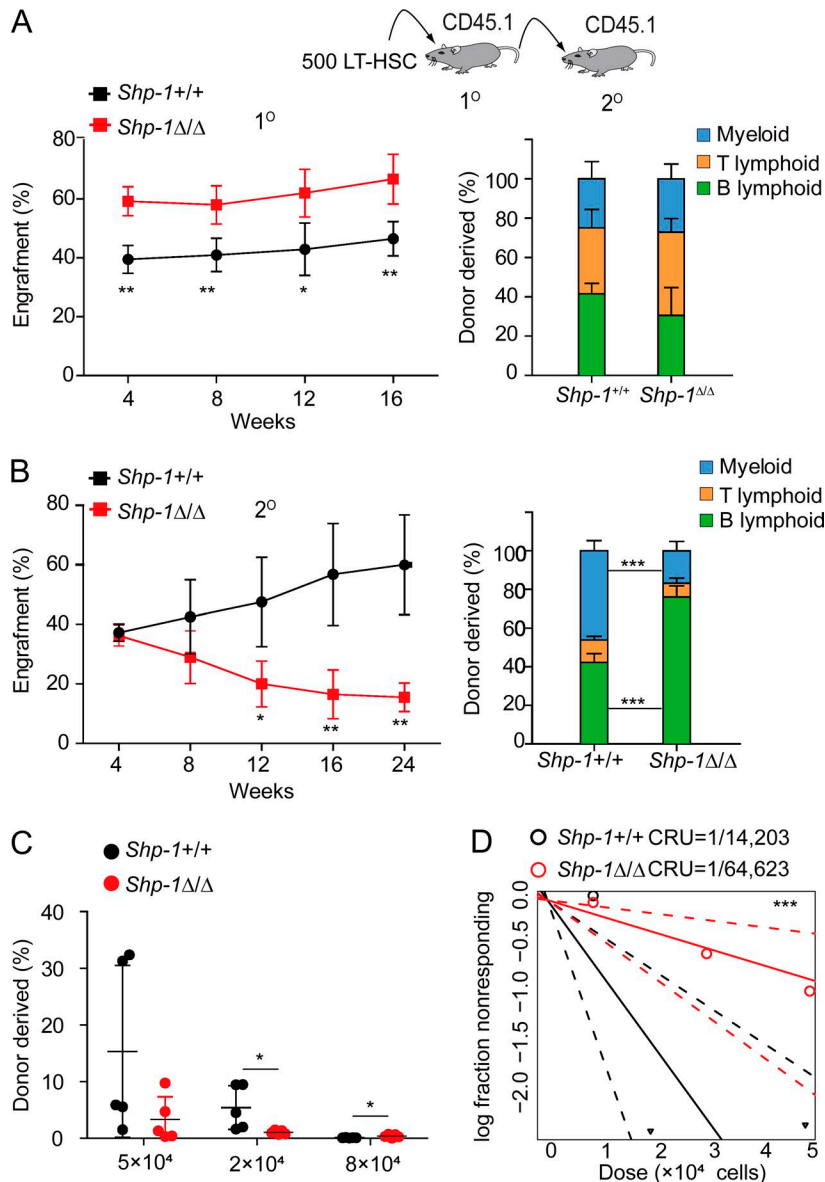 A
CD45.1
CD45.1
500 LT-HSC
1º
2º
Shp-1+/+
Shp-1Δ/Δ
1º
Engrafment (%)
80
60
40
20
0
4 8 12 16
Weeks
** ** * **
Myeloid
T lymphoid
B lymphoid
Donor derived (%)
100
80
60
40
20
0
Shp-1+/+ Shp-1Δ/Δ
B
Shp-1+/+
Shp-1Δ/Δ
2º
Engrafment (%)
80
60
40
20
0
4 8 12 16 24
Weeks
* ** **
Myeloid
T lymphoid
B lymphoid
Donor derived (%)
100
80
60
40
20
0
***
***
Shp-1+/+ Shp-1Δ/Δ
C
Shp-1+/+
Shp-1Δ/Δ
Donor derived (%)
40
30
20
10
0
*
*
5×10⁴ 2×10⁴ 8×10⁴
D
Shp-1+/+ CRU=1/14,203
Shp-1Δ/Δ CRU=1/64,623
***
log fraction nonresponding
0.0
−0.5
−1.0
−1.5
−2.0
0 1 2 3 4 5
Dose (×10⁴ cells)